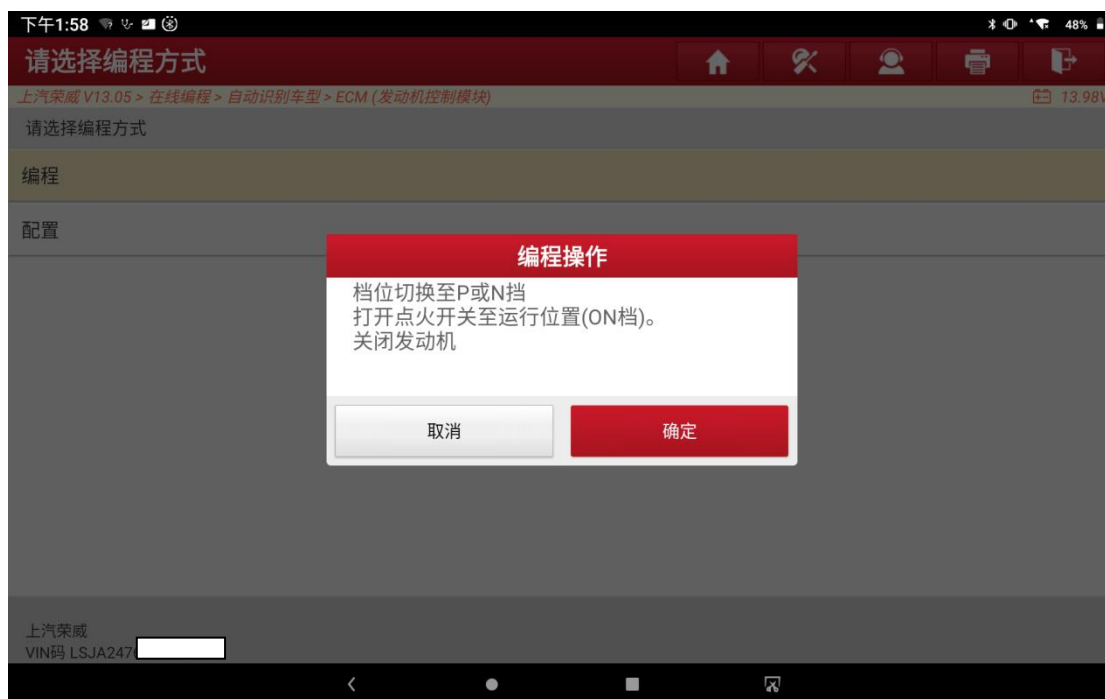 下午1:58
48%
请选择编程方式
上汽荣威 V13.05 > 在线编程 > 自动识别车型 > ECM (发动机控制模块)
13.98V
请选择编程方式
编程
配置
编程操作
档位切换至P或N挡
打开点火开关至运行位置(ON档)。
关闭发动机
取消
确定
上汽荣威
VIN码 LSJA247